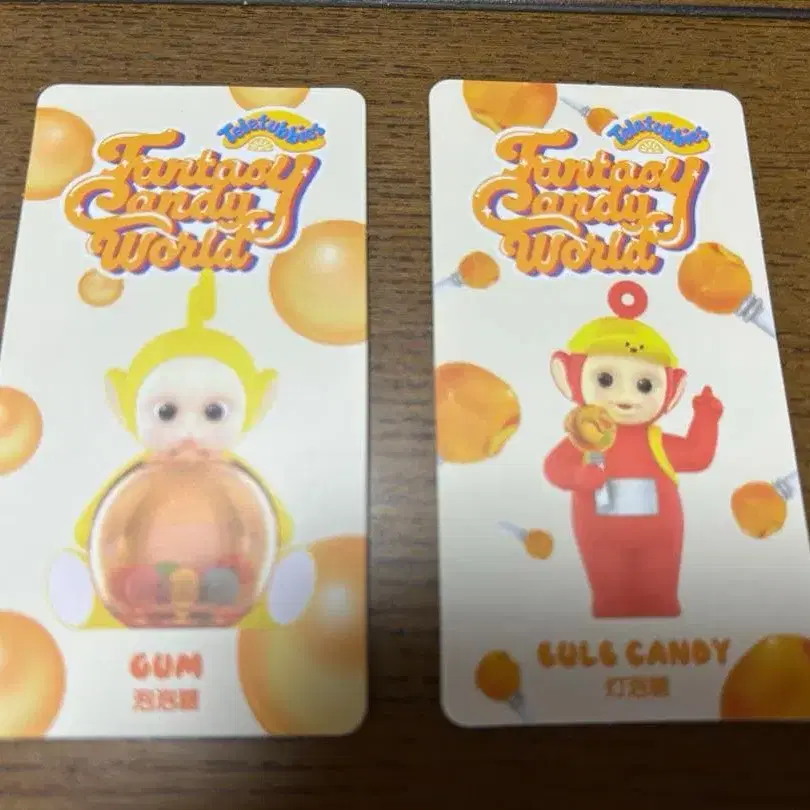 Teletubbies
Fantasy
Candy
World
GUM
泡泡糖
Teletubbies
Fantasy
Candy
World
BULB CANDY
灯泡糖